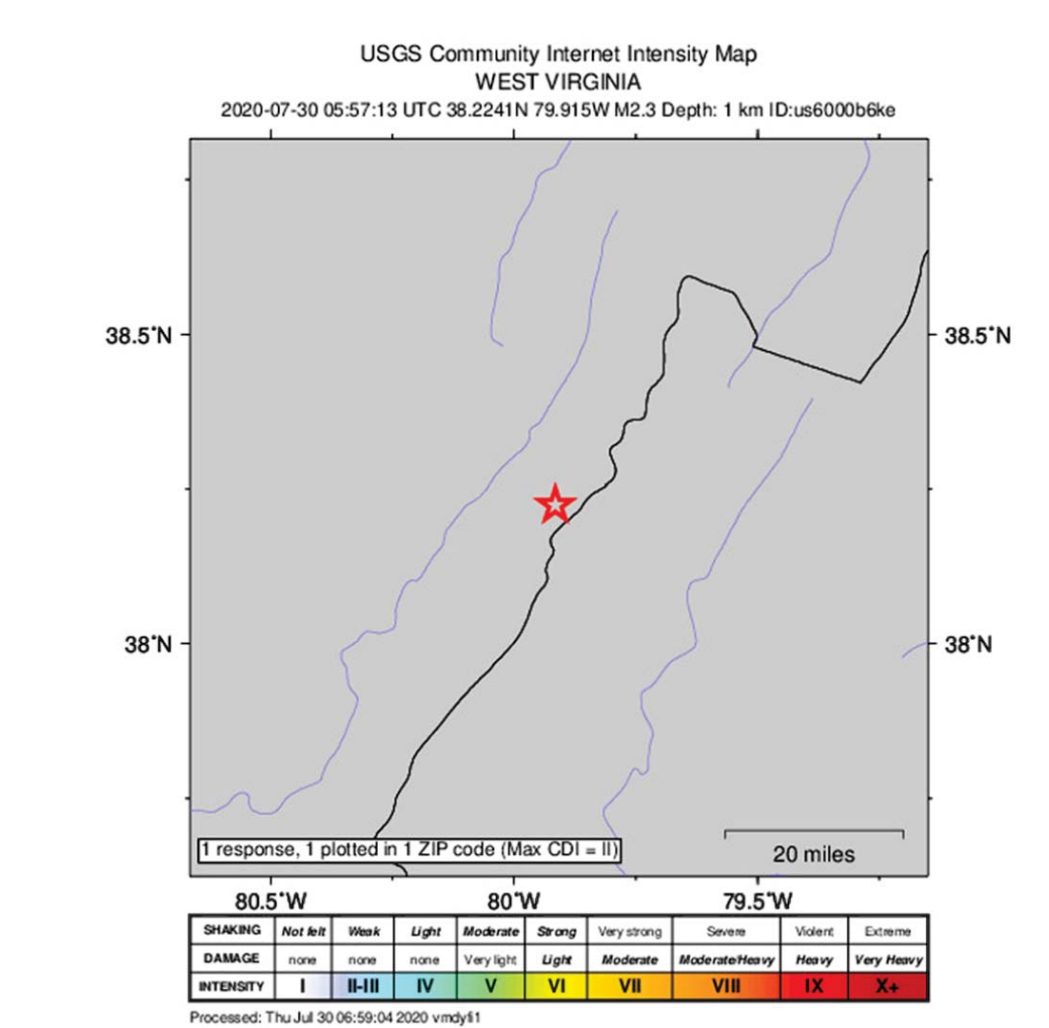 USGS Community Internet Intensity Map
WEST VIRGINIA
2020-07-30 05:57:13 UTC 38.2241N 79.915W M2.3 Depth: 1 km ID:us6000b6ke
38.5˚N 38.5˚N
38˚N 38˚N
1 response, 1 plotted in 1 ZIP code (Max CDI = II)
20 miles
80.5˚W 80˚W 79.5˚W
SHAKING Not felt Weak Light Moderate Strong Very strong Severe Violent Extreme
DAMAGE none none none Very light Light Moderate Moderate/Heavy Heavy Very Heavy
INTENSITY I II-III IV V VI VII VIII IX X+
Processed: Thu Jul 30 06:59:04 2020 vmdyfi1